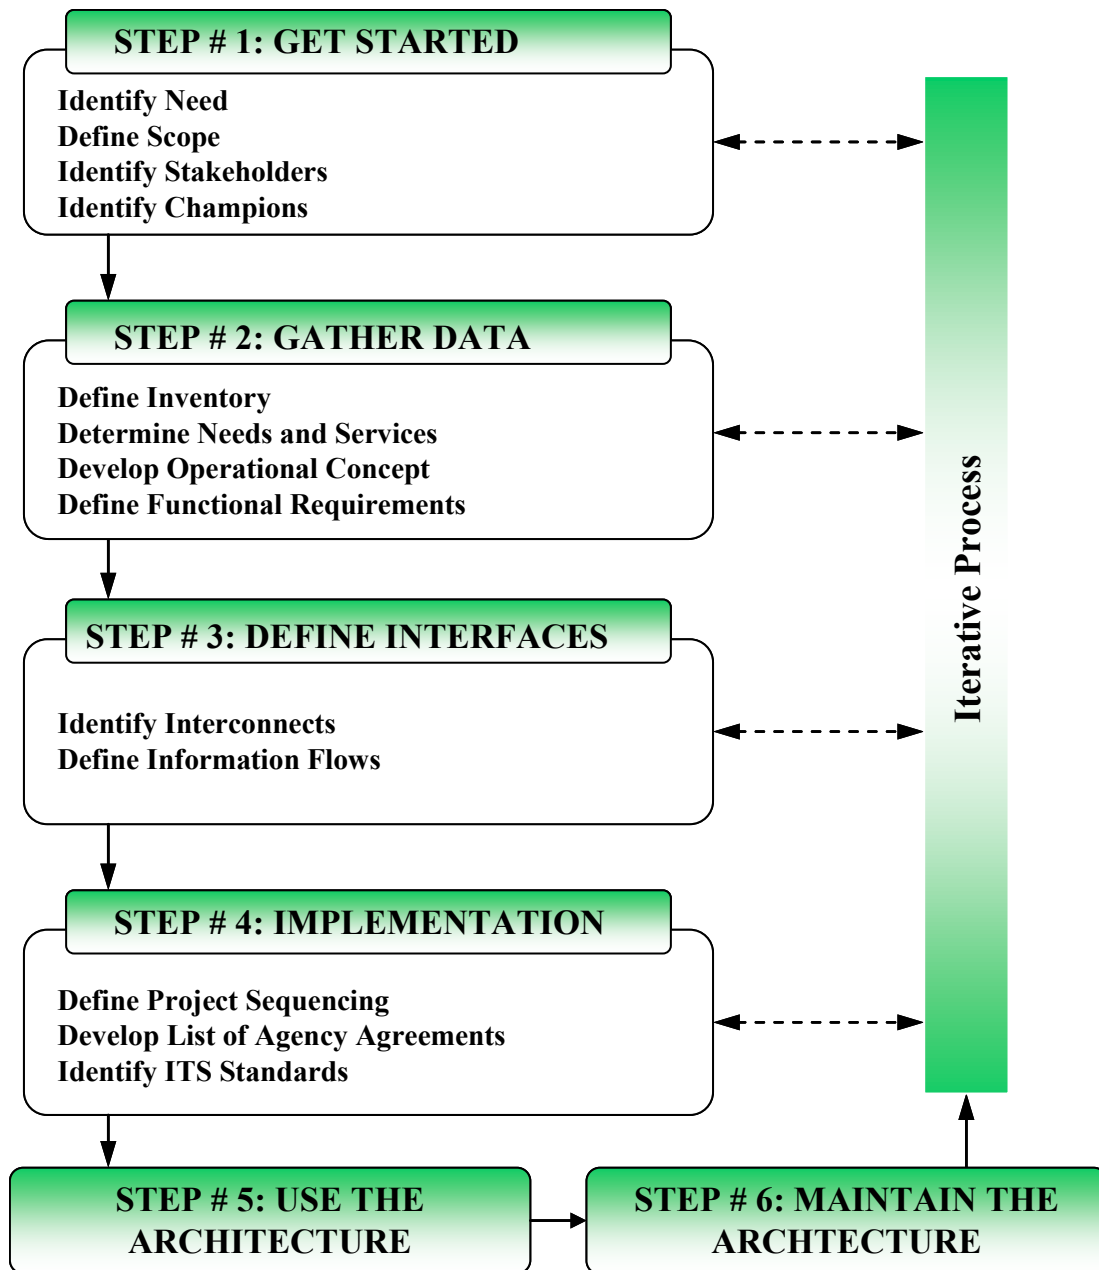 STEP # 1: GET STARTED
Identify Need
Define Scope
Identify Stakeholders
Identify Champions
STEP # 2: GATHER DATA
Define Inventory
Determine Needs and Services
Develop Operational Concept
Define Functional Requirements
STEP # 3: DEFINE INTERFACES
Identify Interconnects
Define Information Flows
STEP # 4: IMPLEMENTATION
Define Project Sequencing
Develop List of Agency Agreements
Identify ITS Standards
STEP # 5: USE THE
ARCHITECTURE
STEP # 6: MAINTAIN THE
ARCHTECTURE
Iterative Process